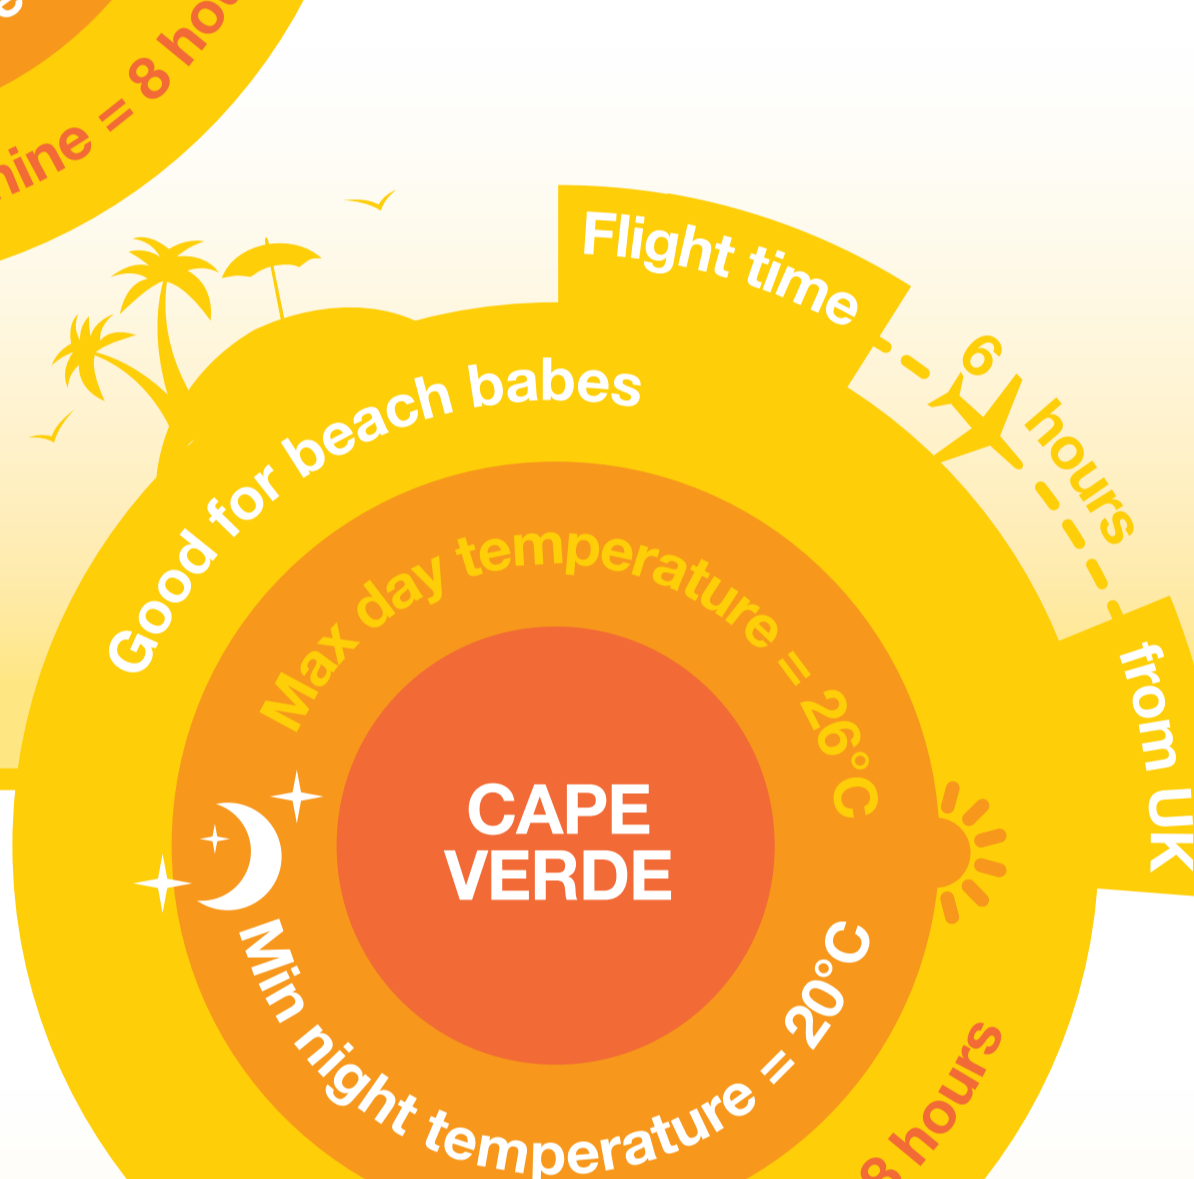 = 8
Flight time
6 hours
from UK
Good for beach babes
Max day temperature = 26°C
CAPE
VERDE
Min night temperature = 20°C
8 hours